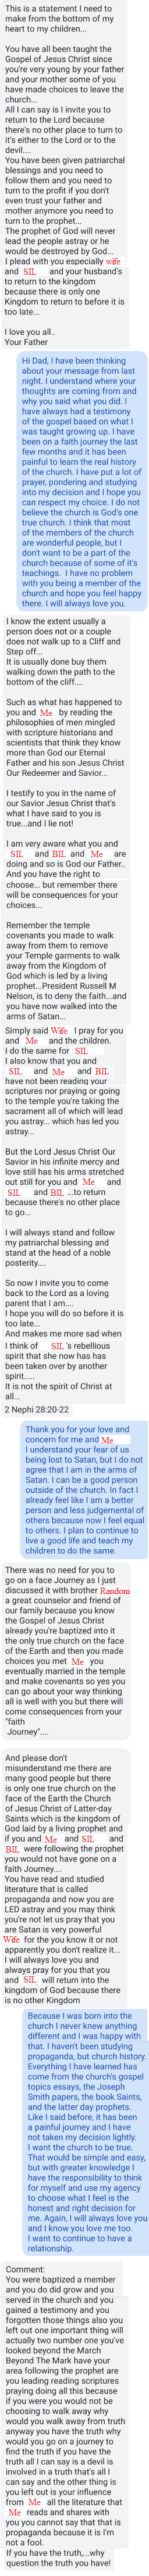 This is a statement I need to
make from the bottom of my
heart to my children...
You have all been taught the
Gospel of Jesus Christ since
you're very young by your father
and your mother some of you
have made choices to leave the
church...
All I can say is I invite you to
return to the Lord because
there's no other place to turn to
it's either to the Lord or to the
devil....
You have been given patriarchal
blessings and you need to
follow them and you need to
turn to the profit if you don't
even trust your father and
mother anymore you need to
turn to the prophet...
The prophet of God will never
lead the people astray or he
would be destroyed by God...
I plead with you especially wife
and SIL and your husband's
to return to the kingdom
because there is only one
Kingdom to return to before it is
too late...
I love you all..
Your Father
Hi Dad, I have been thinking
about your message from last
night. I understand where your
thoughts are coming from and
why you said what you did. I
have always had a testimony
of the gospel based on what I
was taught growing up. I have
been on a faith journey the last
few months and it has been
painful to learn the real history
of the church. I have put a lot of
prayer, pondering and studying
into my decision and I hope you
can respect my choice. I do not
believe the church is God's one
true church. I think that most
of the members of the church
are wonderful people, but I
don't want to be a part of the
church because of some of it's
teachings.  I have no problem
with you being a member of the
church and hope you feel happy
there. I will always love you.
I know the extent usually a
person does not or a couple
does not walk up to a Cliff and
Step off...
It is usually done buy them
walking down the path to the
bottom of the cliff....
Such as what has happened to
you and Me by reading the
philosophies of men mingled
with scripture historians and
scientists that think they know
more than God our Eternal
Father and his son Jesus Christ
Our Redeemer and Savior...
I testify to you in the name of
our Savior Jesus Christ that's
what I have said to you is
true...and I lie not!
I am very aware what you and
SIL and BIL and Me are
doing and so is God our Father..
And you have the right to
choose... but remember there
will be consequences for your
choices...
Remember the temple
covenants you made to walk
away from them to remove
your Temple garments to walk
away from the Kingdom of
God which is led by a living
prophet...President Russell M
Nelson, is to deny the faith...and
you have now walked into the
arms of Satan...
Simply said Wife I pray for you
and Me and the children.
I do the same for SIL
I also know that you and
SIL and Me and BIL
have not been reading your
scriptures or praying or going
to the temple you're taking the
sacrament all of which will lead
you astray... which has led you
astray...
But the Lord Jesus Christ Our
Savior in his infinite mercy and
love still has his arms stretched
out still for you and Me and
SIL and BIL ...to return
because there's no other place
to go...
I will always stand and follow
my patriarchal blessing and
stand at the head of a noble
posterity....
So now I invite you to come
back to the Lord as a loving
parent that I am....
I hope you will do so before it is
too late...
And makes me more sad when
I think of SIL 's rebellious
spirit that she now has has
been taken over by another
spirit.....
It is not the spirit of Christ at
all...
2 Nephi 28:20-22
Thank you for your love and
concern for me and Me
I understand your fear of us
being lost to Satan, but I do not
agree that I am in the arms of
Satan. I can be a good person
outside of the church. In fact I
already feel like I am a better
person and less judgemental of
others because now I feel equal
to others. I plan to continue to
live a good life and teach my
children to do the same.
There was no need for you to
go on a Face Journey as I just
discussed it with brother Random
a great counselor and friend of
our family because you know
the Gospel of Jesus Christ
already you're baptized into it
the only true church on the face
of the Earth and then you made
choices you met Me you
eventually married in the temple
and make covenants so yes you
can go about your way thinking
all is well with you but there will
come consequences from your
"faith
Journey"....
And please don't
misunderstand me there are
many good people but there
is only one true church on the
face of the Earth the Church
of Jesus Christ of Latter-day
Saints which is the kingdom of
God laid by a living prophet and
if you and Me and SIL and
BIL were following the prophet
you would not have gone on a
faith Journey....
You have read and studied
literature that is called
propaganda and now you are
LED astray and you may think
you're not let us pray that you
are Satan is very powerful
Wife for the you know it or not
apparently you don't realize it...
I will always love you and
always pray for you that you
and SIL will return into the
kingdom of God because there
is no other Kingdom
Because I was born into the
church I never knew anything
different and I was happy with
that. I haven't been studying
propaganda, but church history.
Everything I have learned has
come from the church's gospel
topics essays, the Joseph
Smith papers, the book Saints,
and the latter day prophets.
Like I said before, it has been
a painful journey and I have
not taken my decision lightly.
I want the church to be true.
That would be simple and easy,
but with greater knowledge I
have the responsibility to think
for myself and use my agency
to choose what I feel is the
honest and right decision for
me. Again, I will always love you
and I know you love me too.
I want to continue to have a
relationship.
Comment:
You were baptized a member
and you did do grow and you
served in the church and you
gained a testimony and you
forgotten those things also you
left out one important thing will
actually two number one you've
looked beyond the March
Beyond The Mark have your
area following the prophet are
you leading reading scriptures
praying doing all this because
if you were you would not be
choosing to walk away why
would you walk away from truth
anyway you have the truth why
would you go on a journey to
find the truth if you have the
truth all I can say is a devil is
involved in a truth that's all I
can say and the other thing is
you left out is your influence
from Me all the literature that
Me reads and shares with
you you cannot say that that is
propaganda because it is I'm
not a fool.
If you have the truth,...why
question the truth you have!